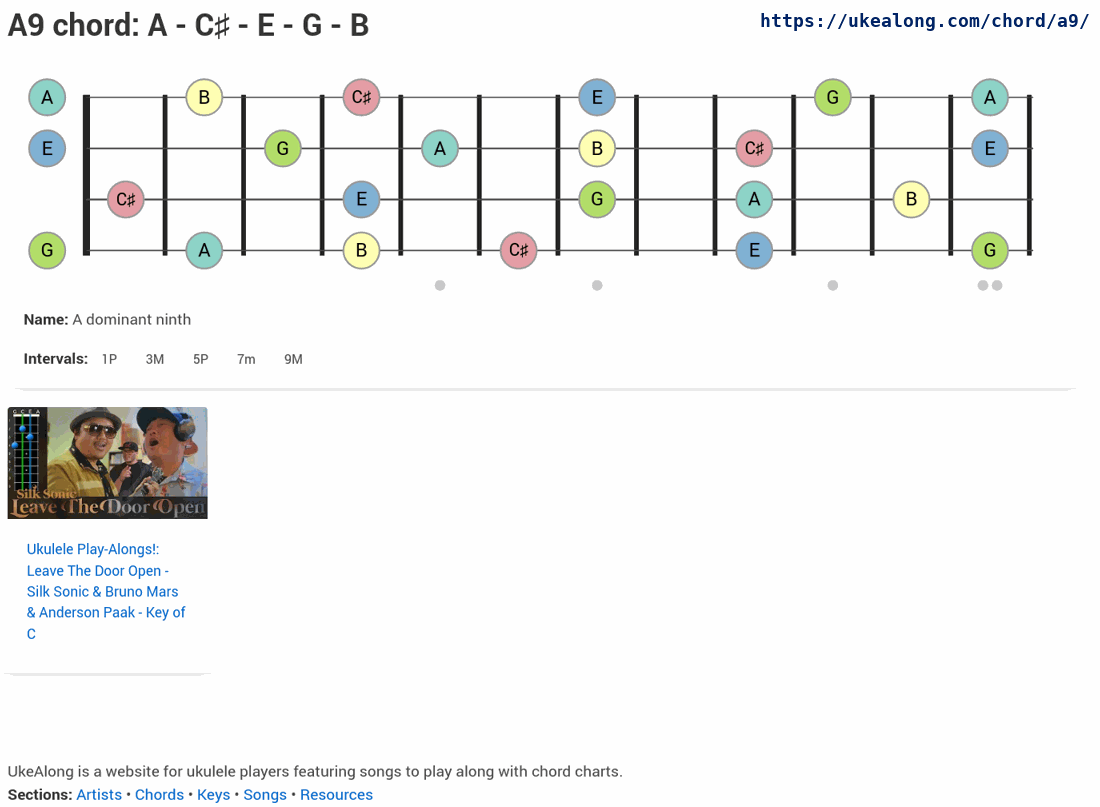 A9 chord: A - C♯ - E - G - B
https://ukealong.com/chord/a9/
A B C♯ E G A
E G A B C♯ E
C♯ E G A B
G A B C♯ E G
Name: A dominant ninth
Intervals: 1P 3M 5P 7m 9M
G C E A
Silk Sonic
Leave The Door Open
Ukulele Play-Alongs!:
Leave The Door Open -
Silk Sonic & Bruno Mars
& Anderson Paak - Key of
C
UkeAlong is a website for ukulele players featuring songs to play along with chord charts.
Sections: Artists • Chords • Keys • Songs • Resources